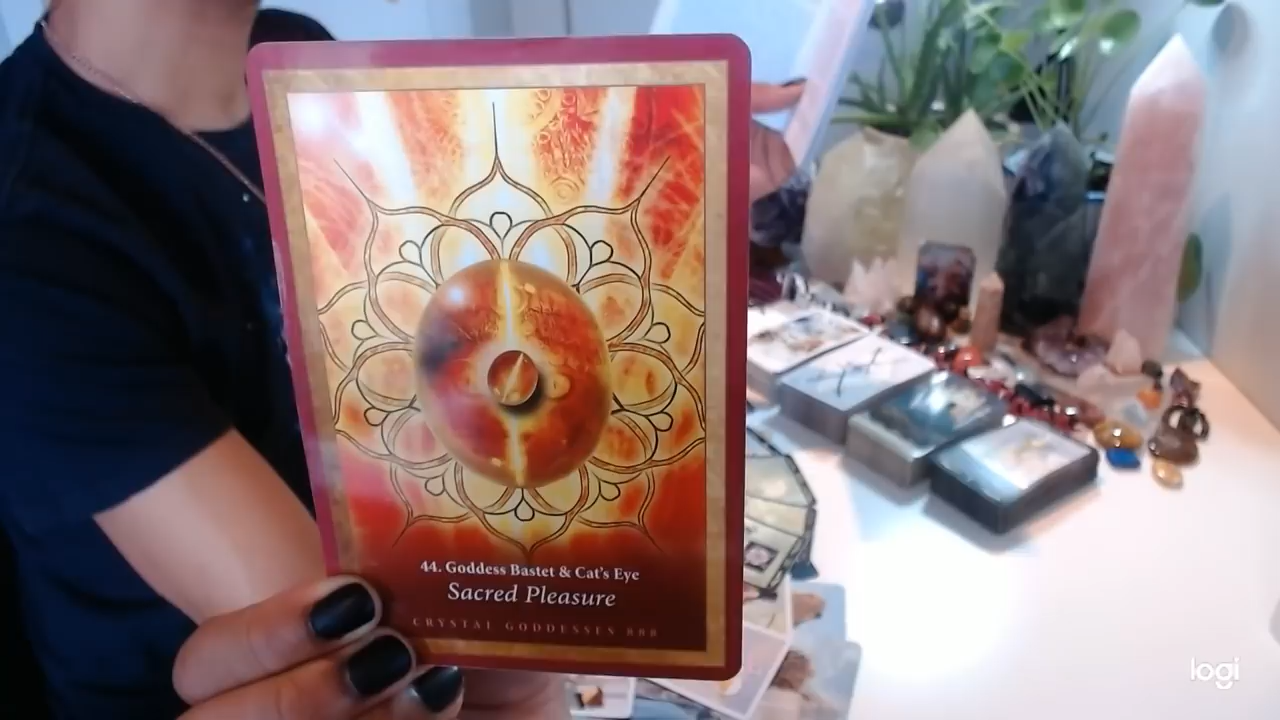 44. Goddess Bastet & Cat's Eye
Sacred Pleasure
CRYSTAL GODDESSES 888
logi